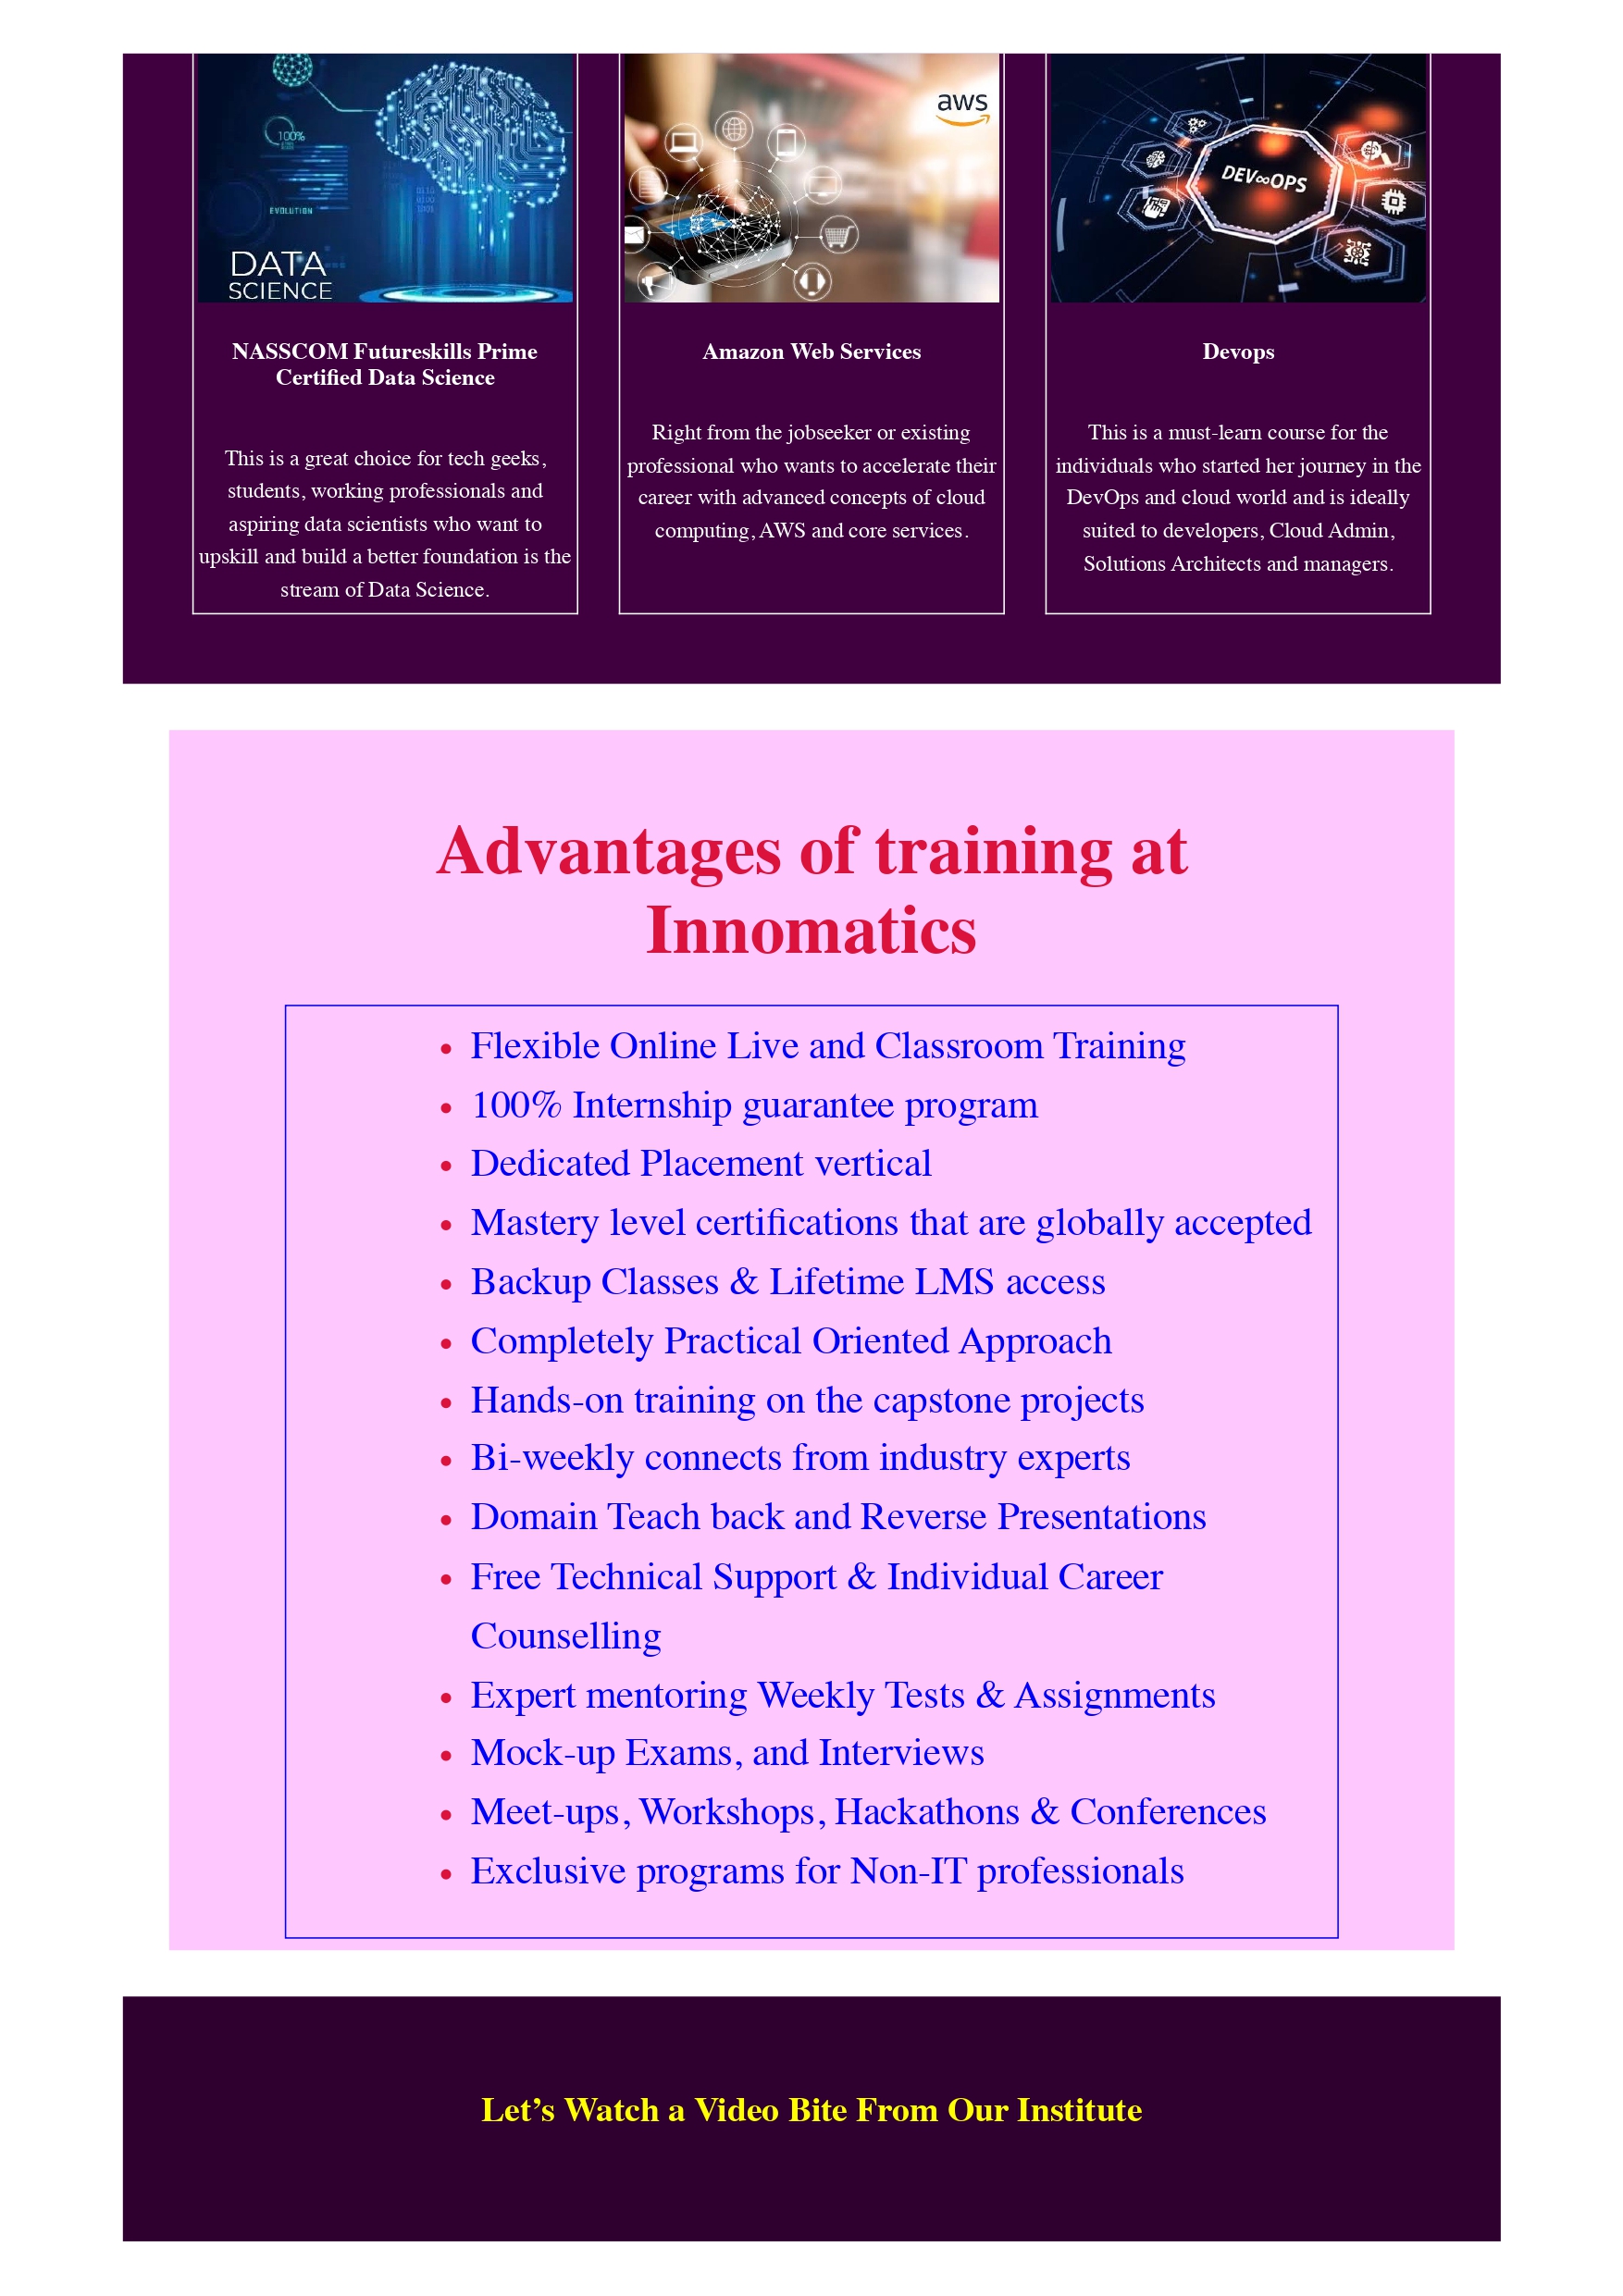 100%
EVOLUTION
DATA
SCIENCE
aws
DEV∞OPS
NASSCOM Futureskills Prime
Certified Data Science
This is a great choice for tech geeks,
students, working professionals and
aspiring data scientists who want to
upskill and build a better foundation is the
stream of Data Science.
Amazon Web Services
Right from the jobseeker or existing
professional who wants to accelerate their
career with advanced concepts of cloud
computing, AWS and core services.
Devops
This is a must-learn course for the
individuals who started her journey in the
DevOps and cloud world and is ideally
suited to developers, Cloud Admin,
Solutions Architects and managers.
Advantages of training at
Innomatics
• Flexible Online Live and Classroom Training
• 100% Internship guarantee program
• Dedicated Placement vertical
• Mastery level certifications that are globally accepted
• Backup Classes & Lifetime LMS access
• Completely Practical Oriented Approach
• Hands-on training on the capstone projects
• Bi-weekly connects from industry experts
• Domain Teach back and Reverse Presentations
• Free Technical Support & Individual Career
Counselling
• Expert mentoring Weekly Tests & Assignments
• Mock-up Exams, and Interviews
• Meet-ups, Workshops, Hackathons & Conferences
• Exclusive programs for Non-IT professionals
Let’s Watch a Video Bite From Our Institute